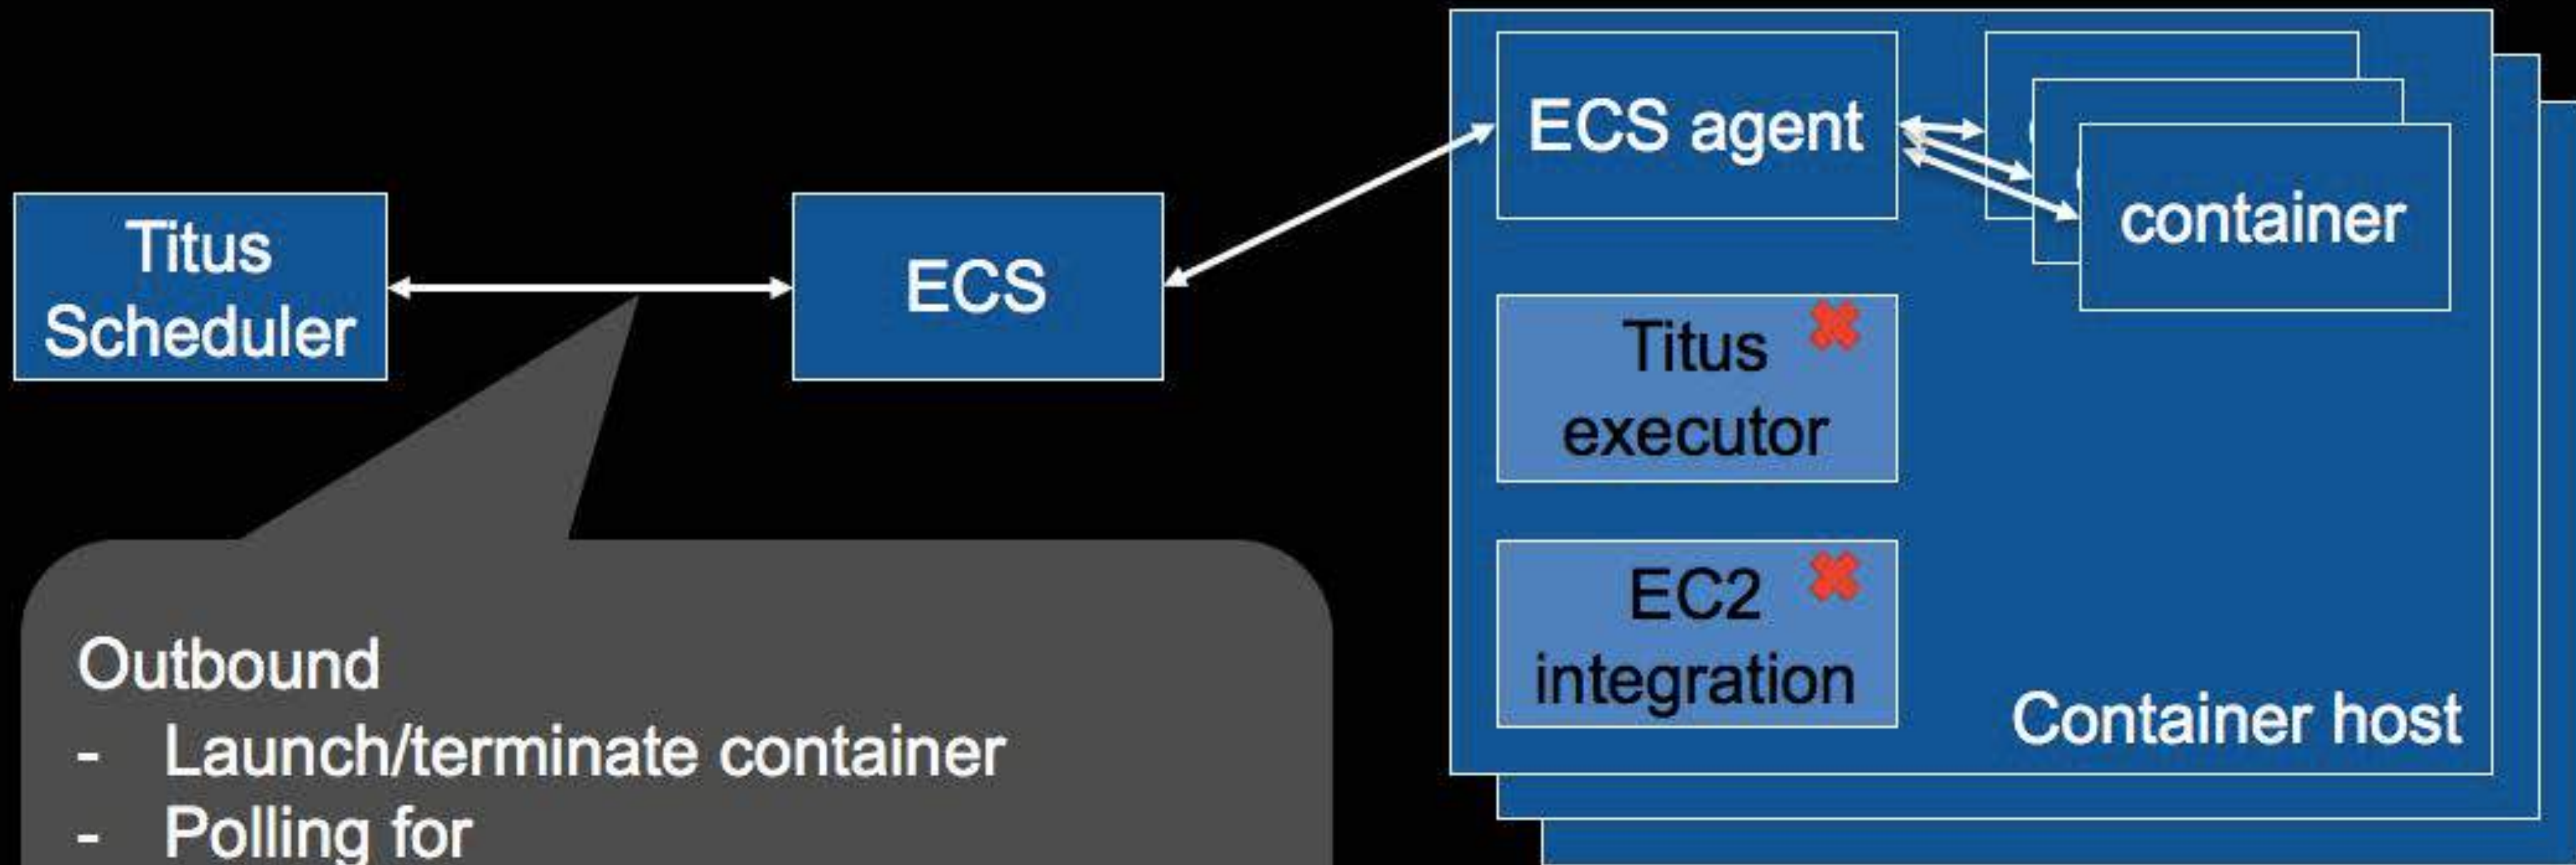 Titus
Scheduler
ECS
ECS agent
container
Titus
executor
EC2
integration
Container host
Outbound
- Launch/terminate container
- Polling for